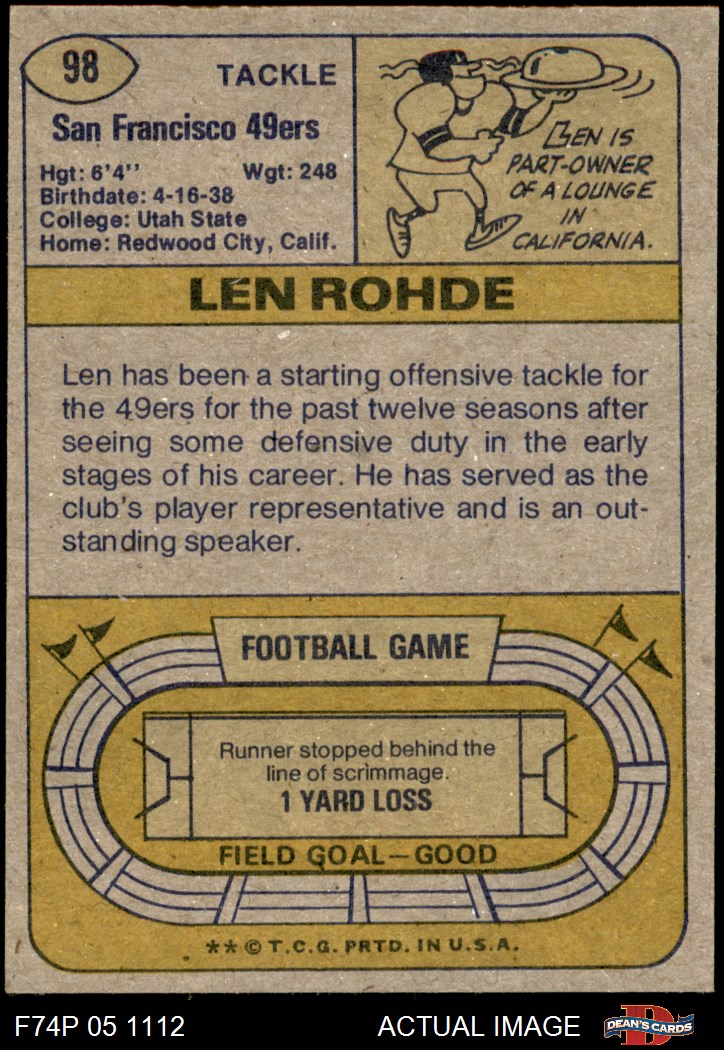 98
TACKLE
San Francisco 49ers
Hgt: 6'4'' Wgt: 248
Birthdate: 4-16-38
College: Utah State
Home: Redwood City, Calif.
LEN IS
PART-OWNER
OF A LOUNGE
IN
CALIFORNIA.
LEN ROHDE
Len has been a starting offensive tackle for
the 49ers for the past twelve seasons after
seeing some defensive duty in the early
stages of his career. He has served as the
club's player representative and is an out-
standing speaker.
FOOTBALL GAME
Runner stopped behind the
line of scrimmage.
1 YARD LOSS
FIELD GOAL—GOOD
** © T.C.G. PRTD. IN U.S.A.
F74P 05 1112
ACTUAL IMAGE
D
DEAN'S CARDS